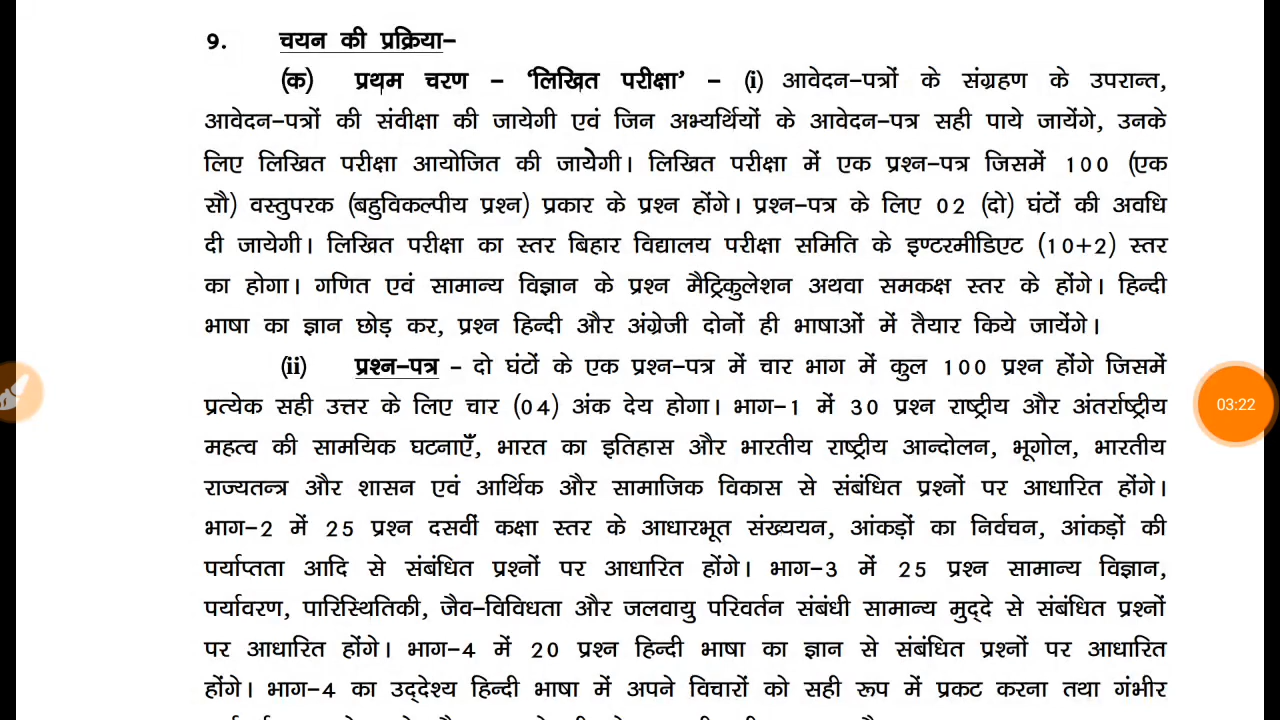 9. चयन की प्रक्रिया–
(क) प्रथम चरण – ‘लिखित परीक्षा’ – (i) आवेदन–पत्रों के संग्रहण के उपरान्त,
आवेदन–पत्रों की संवीक्षा की जायेगी एवं जिन अभ्यर्थियों के आवेदन–पत्र सही पाये जायेंगे, उनके
लिए लिखित परीक्षा आयोजित की जायेगी। लिखित परीक्षा में एक प्रश्न–पत्र जिसमें 100 (एक
सौ) वस्तुपरक (बहुविकल्पीय प्रश्न) प्रकार के प्रश्न होंगे। प्रश्न–पत्र के लिए 02 (दो) घंटों की अवधि
दी जायेगी। लिखित परीक्षा का स्तर बिहार विद्यालय परीक्षा समिति के इण्टरमीडिएट (10+2) स्तर
का होगा। गणित एवं सामान्य विज्ञान के प्रश्न मैट्रिकुलेशन अथवा समकक्ष स्तर के होंगे। हिन्दी
भाषा का ज्ञान छोड़ कर, प्रश्न हिन्दी और अंग्रेजी दोनों ही भाषाओं में तैयार किये जायेंगे।
(ii) प्रश्न–पत्र – दो घंटों के एक प्रश्न–पत्र में चार भाग में कुल 100 प्रश्न होंगे जिसमें
प्रत्येक सही उत्तर के लिए चार (04) अंक देय होगा। भाग–1 में 30 प्रश्न राष्ट्रीय और अंतर्राष्ट्रीय
03:22
महत्व की सामयिक घटनाएँ, भारत का इतिहास और भारतीय राष्ट्रीय आन्दोलन, भूगोल, भारतीय
राज्यतन्त्र और शासन एवं आर्थिक और सामाजिक विकास से संबंधित प्रश्नों पर आधारित होंगे।
भाग–2 में 25 प्रश्न दसवीं कक्षा स्तर के आधारभूत संख्ययन, आंकड़ों का निर्वचन, आंकड़ों की
पर्याप्तता आदि से संबंधित प्रश्नों पर आधारित होंगे। भाग–3 में 25 प्रश्न सामान्य विज्ञान,
पर्यावरण, पारिस्थितिकी, जैव–विविधता और जलवायु परिवर्तन संबंधी सामान्य मुद्दे से संबंधित प्रश्नों
पर आधारित होंगे। भाग–4 में 20 प्रश्न हिन्दी भाषा का ज्ञान से संबंधित प्रश्नों पर आधारित
होंगे। भाग–4 का उद्देश्य हिन्दी भाषा में अपने विचारों को सही रूप में प्रकट करना तथा गंभीर